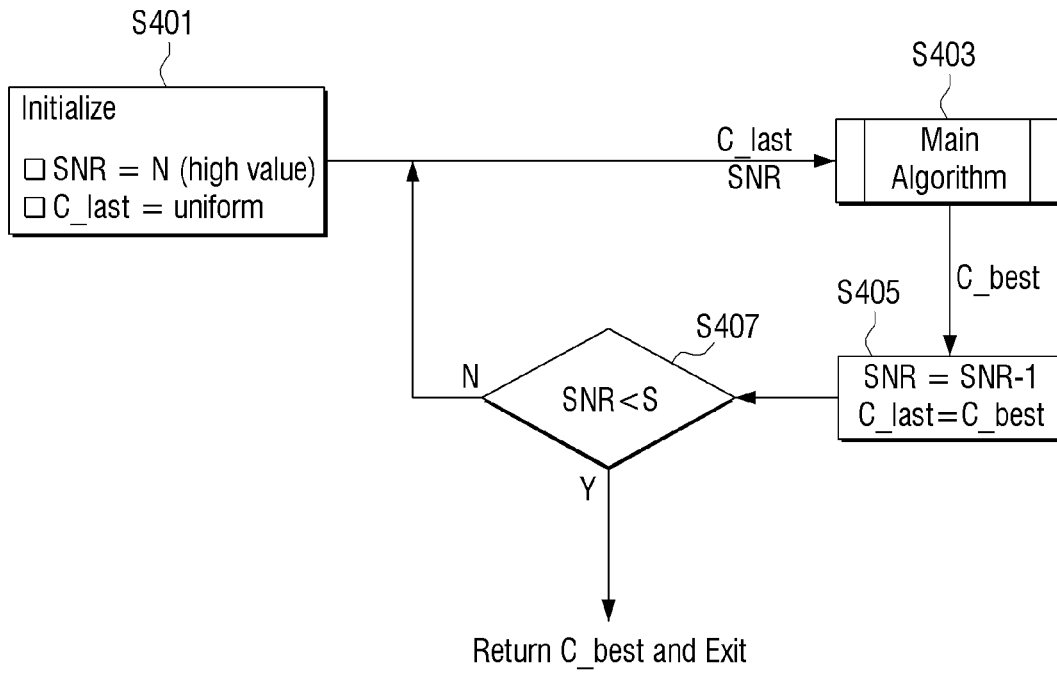 S401
Initialize
☐ SNR = N (high value)
☐ C_last = uniform
C_last
SNR
S403
Main
Algorithm
C_best
S405
SNR = SNR-1
C_last=C_best
S407
SNR<S
N
Y
Return C_best and Exit